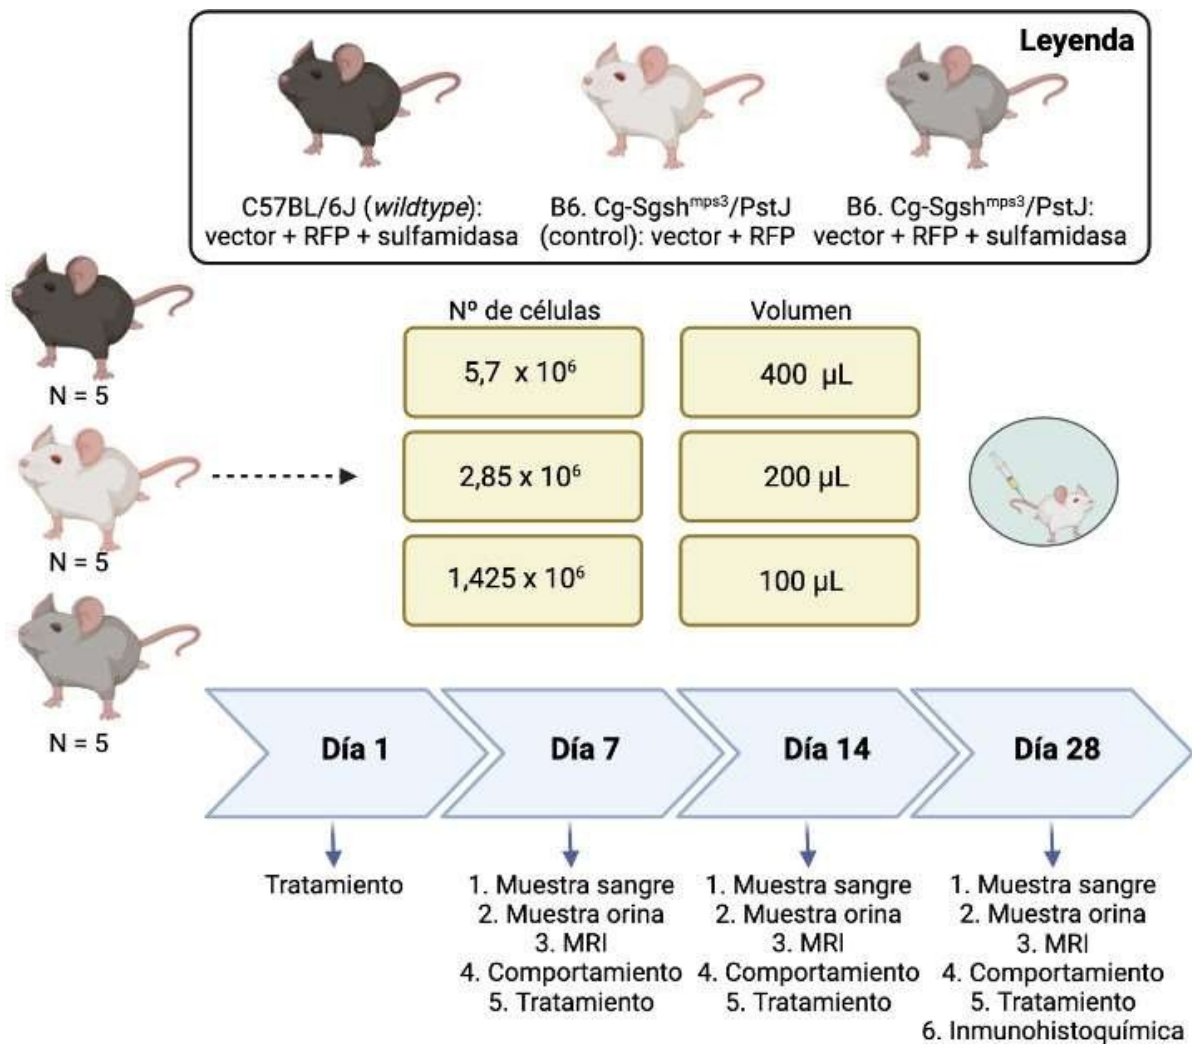 Leyenda
C57BL/6J (wildtype):
vector + RFP + sulfamidasa
B6. Cg-Sgshᵐᵖˢ³/PstJ
(control): vector + RFP
B6. Cg-Sgshᵐᵖˢ³/PstJ:
vector + RFP + sulfamidasa
N = 5
N = 5
N = 5
Nº de células
5,7 x 10⁶
2,85 x 10⁶
1,425 x 10⁶
Volumen
400 µL
200 µL
100 µL
Día 1
Día 7
Día 14
Día 28
Tratamiento
1. Muestra sangre
2. Muestra orina
3. MRI
4. Comportamiento
5. Tratamiento
1. Muestra sangre
2. Muestra orina
3. MRI
4. Comportamiento
5. Tratamiento
1. Muestra sangre
2. Muestra orina
3. MRI
4. Comportamiento
5. Tratamiento
6. Inmunohistoquímica